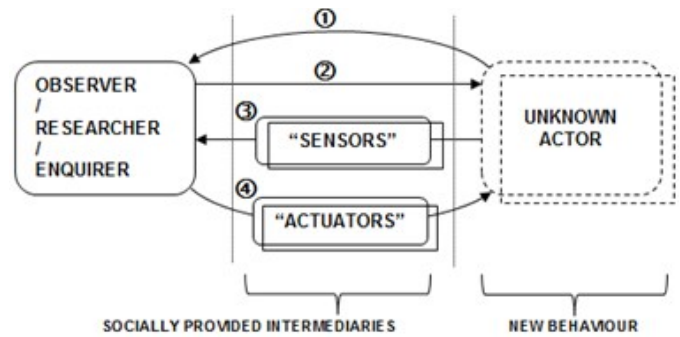 ①
②
OBSERVER
/
RESEARCHER
/
ENQUIRER
③
"SENSORS"
④
"ACTUATORS"
UNKNOWN
ACTOR
SOCIALLY PROVIDED INTERMEDIARIES
NEW BEHAVIOUR